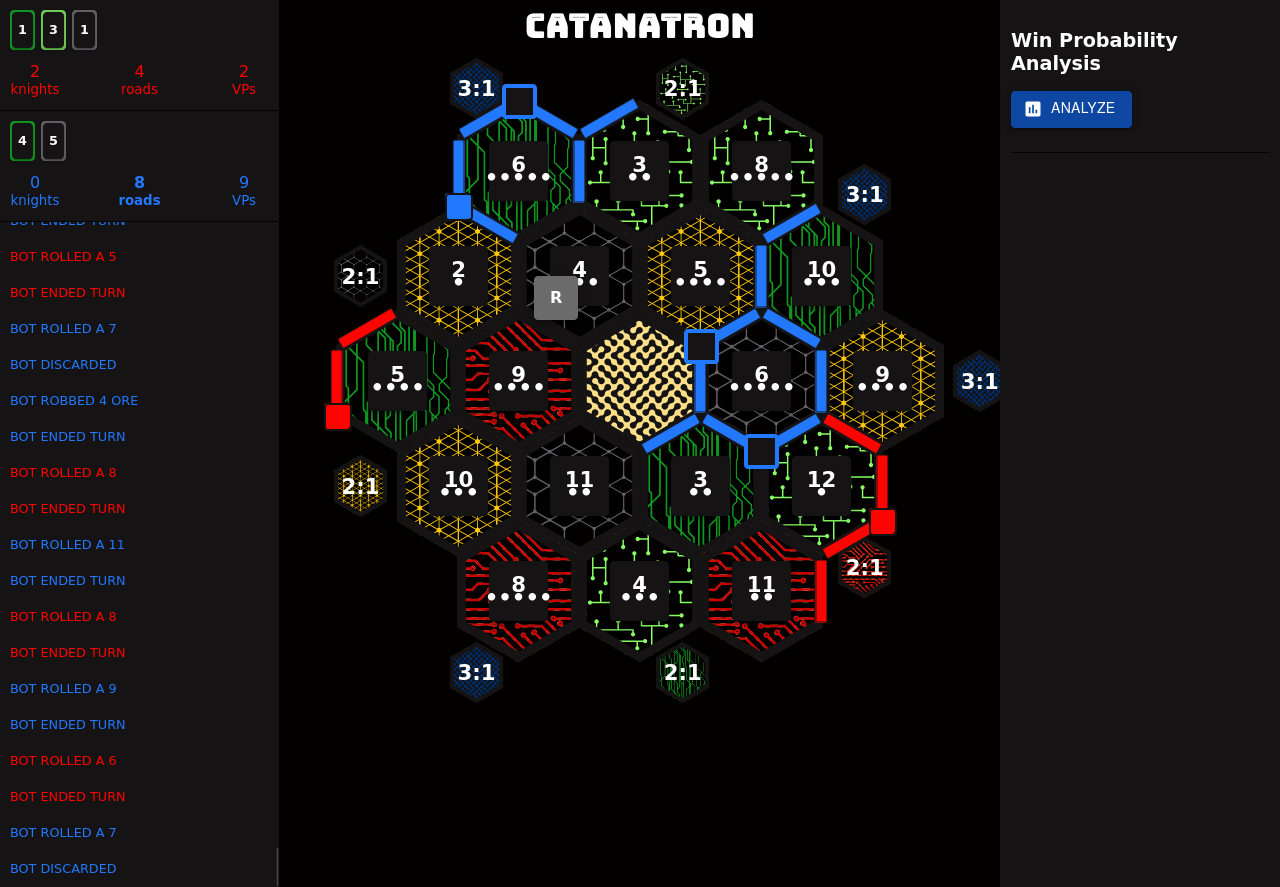 1 3 1
2 4 2
knights roads VPs
4 5
0 8 9
knights roads VPs
BOT ENDED TURN
BOT ROLLED A 5
BOT ENDED TURN
BOT ROLLED A 7
BOT DISCARDED
BOT ROBBED 4 ORE
BOT ENDED TURN
BOT ROLLED A 8
BOT ENDED TURN
BOT ROLLED A 11
BOT ENDED TURN
BOT ROLLED A 8
BOT ENDED TURN
BOT ROLLED A 9
BOT ENDED TURN
BOT ROLLED A 6
BOT ENDED TURN
BOT ROLLED A 7
BOT DISCARDED
CATANATRON
3:1 2:1
6 3 8
3:1
2:1 2 4 5 10
R
5 9 6 9 3:1
2:1 10 11 3 12
2:1
8 4 11
3:1 2:1
Win Probability
Analysis
ANALYZE